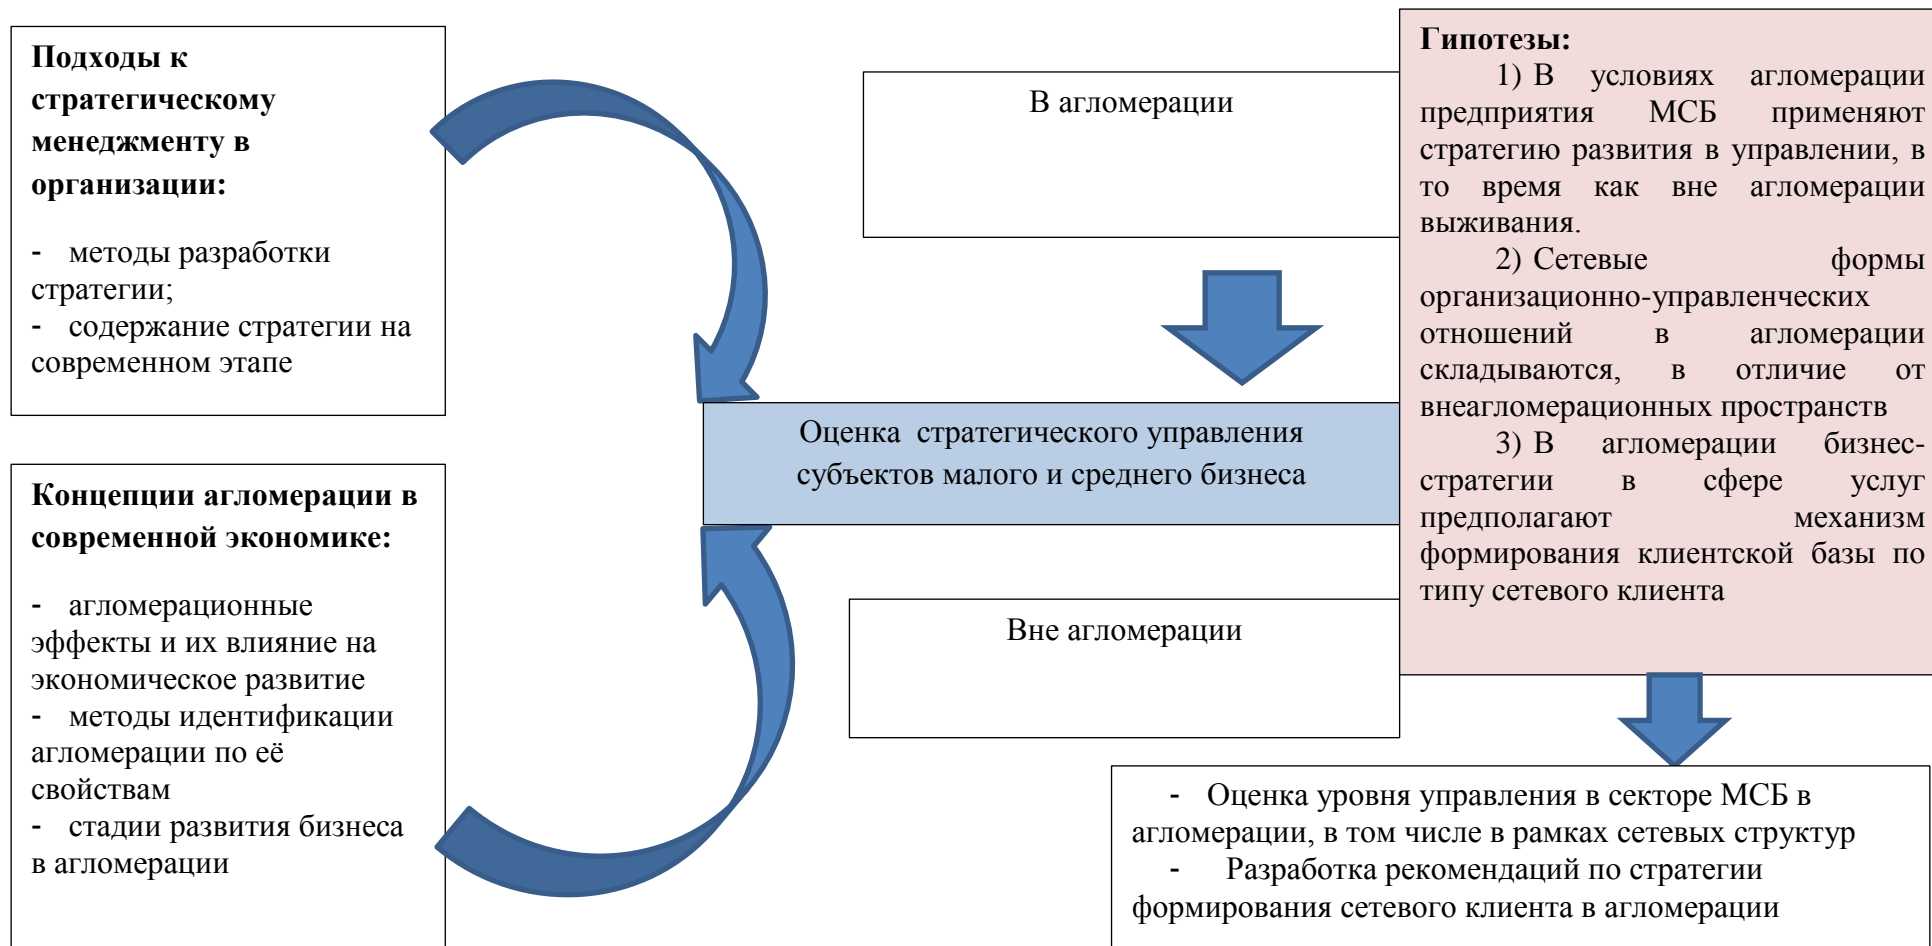 Подходы к
стратегическому
менеджменту в
организации:
- методы разработки
стратегии;
- содержание стратегии на
современном этапе
Концепции агломерации в
современной экономике:
- агломерационные
эффекты и их влияние на
экономическое развитие
- методы идентификации
агломерации по её
свойствам
- стадии развития бизнеса
в агломерации
В агломерации
Оценка стратегического управления
субъектов малого и среднего бизнеса
Вне агломерации
Гипотезы:
1) В условиях агломерации
предприятия МСБ применяют
стратегию развития в управлении, в
то время как вне агломерации
выживания.
2) Сетевые формы
организационно-управленческих
отношений в агломерации
складываются, в отличие от
внеагломерационных пространств
3) В агломерации бизнес-
стратегии в сфере услуг
предполагают механизм
формирования клиентской базы по
типу сетевого клиента
- Оценка уровня управления в секторе МСБ в
агломерации, в том числе в рамках сетевых структур
- Разработка рекомендаций по стратегии
формирования сетевого клиента в агломерации